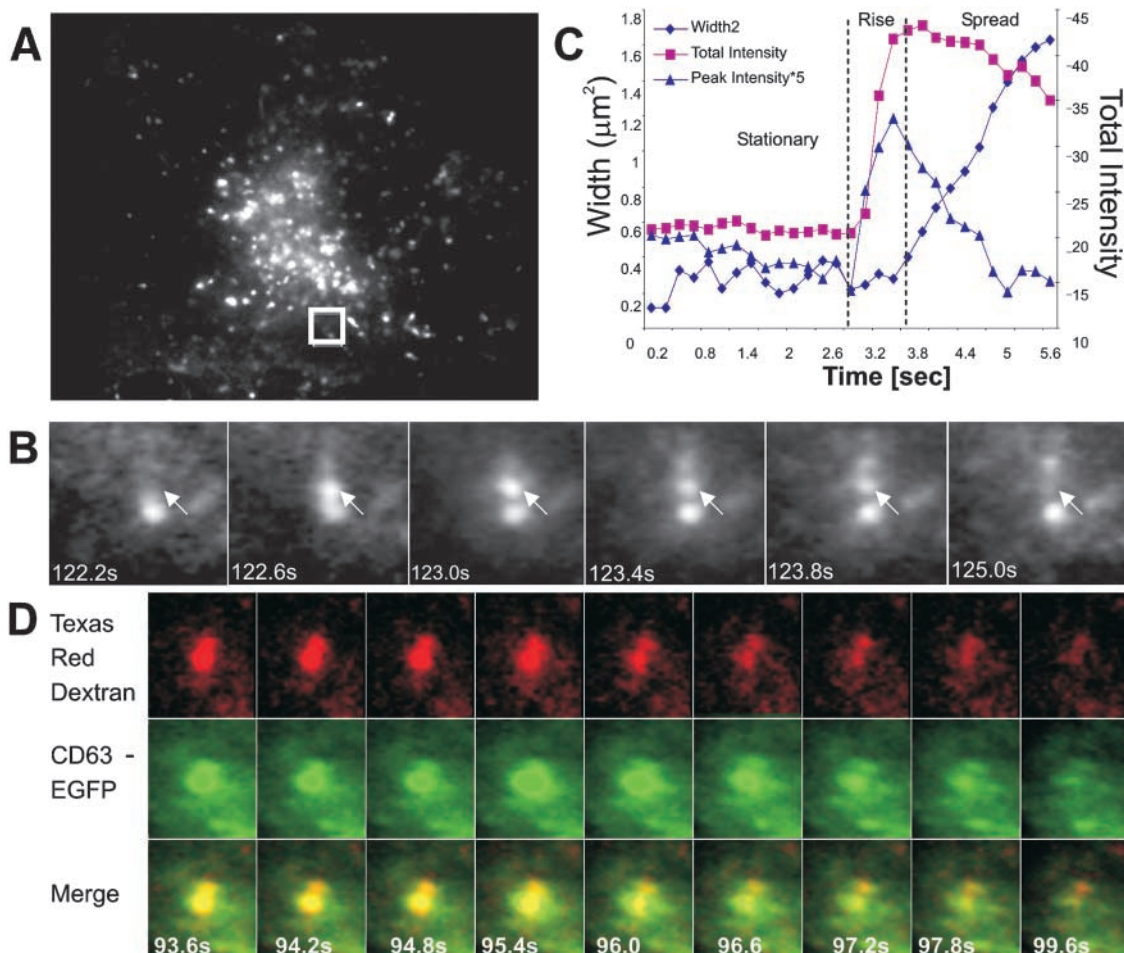 A
C
Width2
Total Intensity
Peak Intensity*5
Stationary
Rise
Spread
Width (μm²)
1.8
1.6
1.4
1.2
1
0.8
0.6
0.4
0.2
0
-45
-40
-35
-30
-25
-20
-15
10
Total Intensity
0.2 0.8 1.4 2 2.6 3.2 3.8 4.4 5 5.6
Time [sec]
B
122.2s 122.6s 123.0s 123.4s 123.8s 125.0s
D
Texas
Red
Dextran
CD63 -
EGFP
Merge
93.6s 94.2s 94.8s 95.4s 96.0 96.6 97.2s 97.8s 99.6s